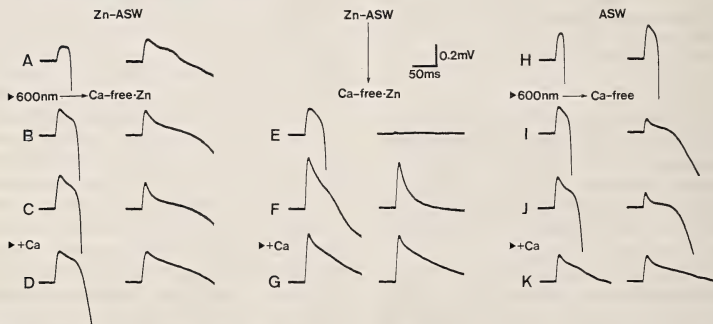 Zn-ASW
A
▸600nm → Ca-free·Zn
B
C
▸+Ca
D
Zn-ASW
0.2mV
50ms
Ca-free·Zn
E
F
▸+Ca
G
ASW
H
▸600nm → Ca-free
I
J
▸+Ca
K